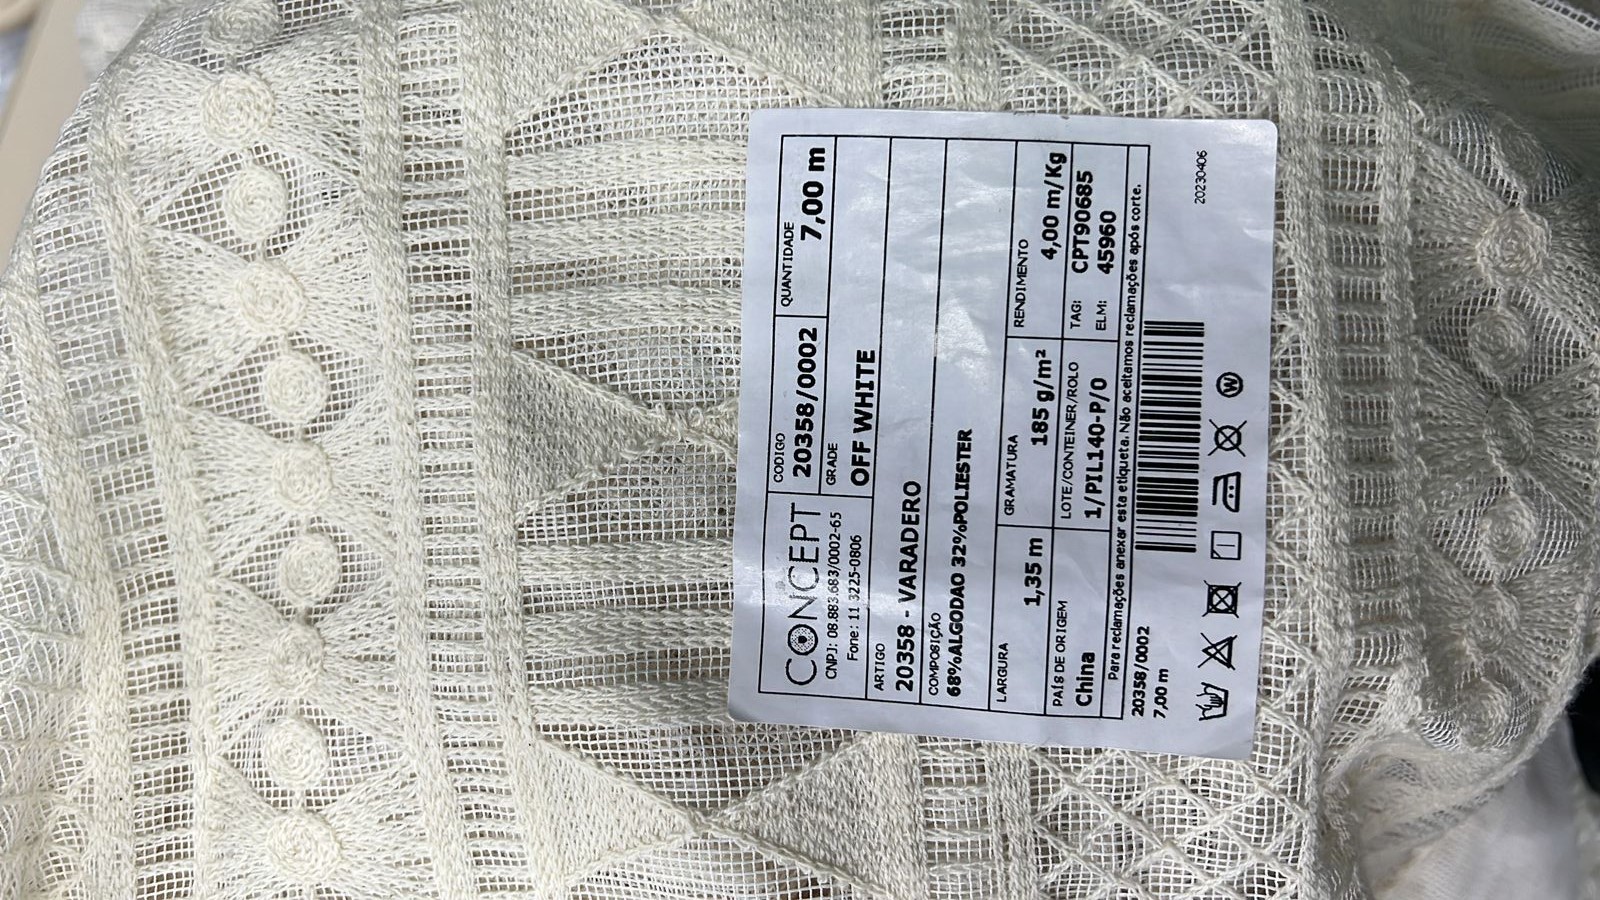 CONCEPT
CNPJ: 08.883.683/0002-65
Fone: 11 3225-0806
CODIGO
20358/0002
QUANTIDADE
7,00 m
GRADE
OFF WHITE
ARTIGO
20358 - VARADERO
COMPOSIÇÃO
68%ALGODAO 32%POLIESTER
LARGURA
1,35 m
GRAMATURA
185 g/m²
RENDIMENTO
4,00 m/Kg
PAÍS DE ORIGEM
China
LOTE/CONTEINER/ROLO
1/PIL140-P/0
TAG: CPT90685
ELM: 45960
Para reclamações anexar esta etiqueta. Não aceitamos reclamações após corte.
20358/0002
7,00 m
W
20230406